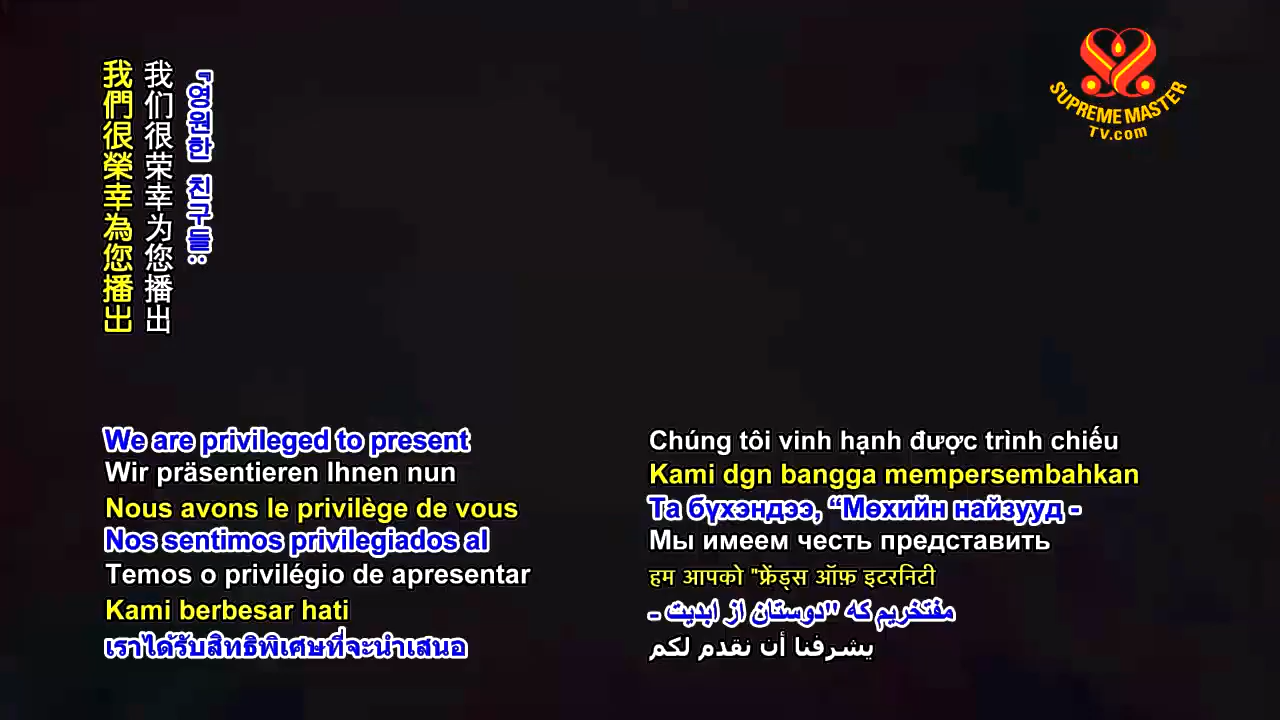 我們很榮幸為您播出
我们很荣幸为您播出
『영원한 친구들:
SUPREME MASTER
TV.com
We are privileged to present
Wir präsentieren Ihnen nun
Nous avons le privilège de vous
Nos sentimos privilegiados al
Temos o privilégio de apresentar
Kami berbesar hati
เราได้รับสิทธิพิเศษที่จะนำเสนอ
Chúng tôi vinh hạnh được trình chiếu
Kami dgn bangga mempersembahkan
Та бүхэндээ, “Мөхийн найзууд -
Мы имеем честь представить
हम आपको "फ्रेंड्स ऑफ़ इटरनिटी
مفتخریم که "دوستان از ابدیت -
يشرفنا أن نقدم لكم